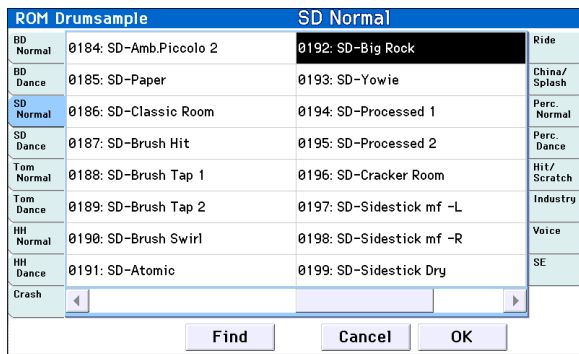 ROM Drumsample SD Normal
BD
Normal
BD
Dance
SD
Normal
SD
Dance
Tom
Normal
Tom
Dance
HH
Normal
HH
Dance
Crash
0184: SD-Amb.Piccolo 2
0185: SD-Paper
0186: SD-Classic Room
0187: SD-Brush Hit
0188: SD-Brush Tap 1
0189: SD-Brush Tap 2
0190: SD-Brush Swirl
0191: SD-Atomic
0192: SD-Big Rock
0193: SD-Yowie
0194: SD-Processed 1
0195: SD-Processed 2
0196: SD-Cracker Room
0197: SD-Sidestick mf -L
0198: SD-Sidestick mf -R
0199: SD-Sidestick Dry
Ride
China/
Splash
Perc.
Normal
Perc.
Dance
Hit/
Scratch
Industry
Voice
SE
Find Cancel OK